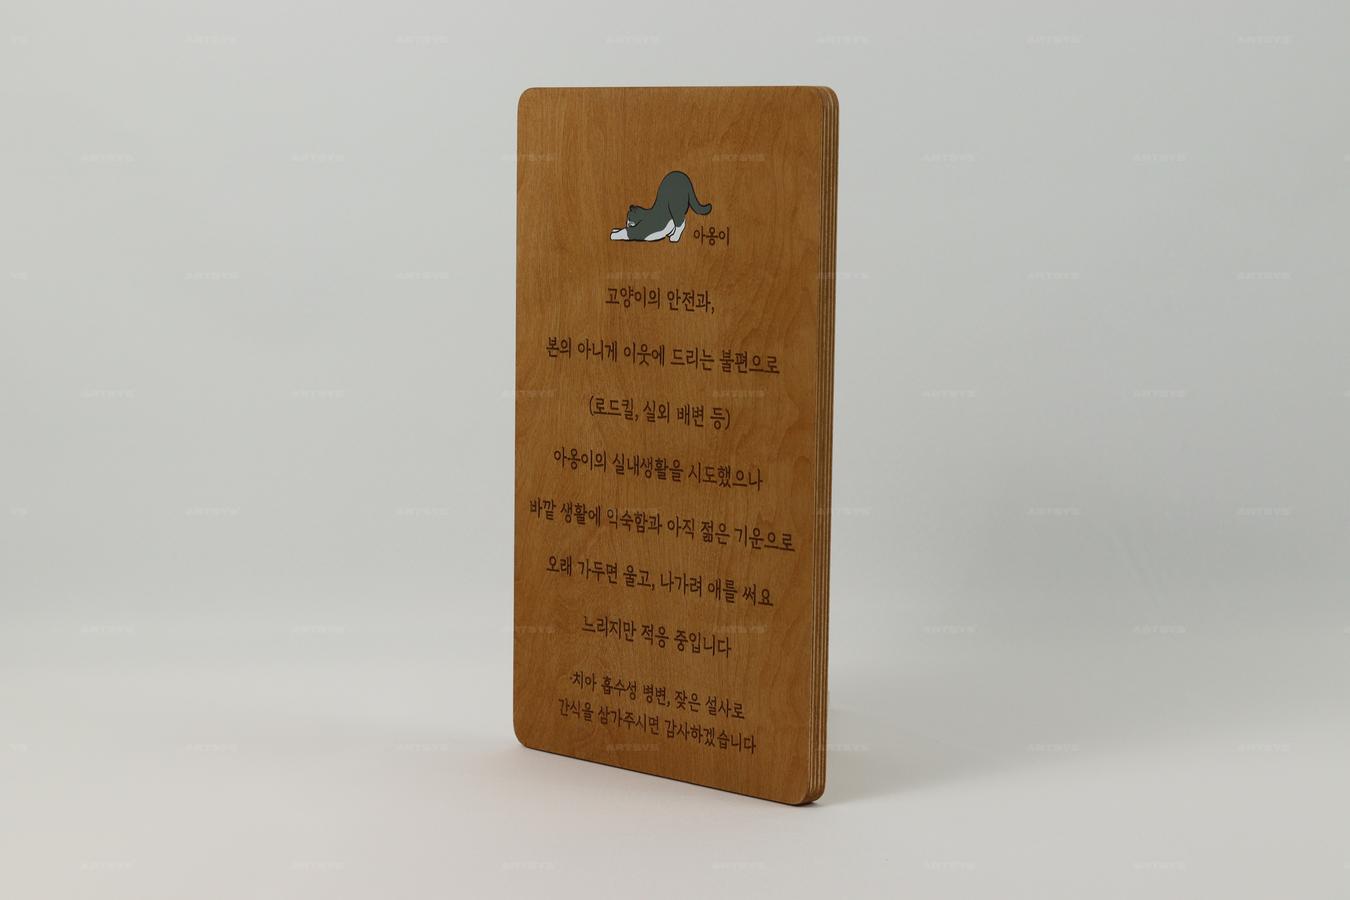 아옹이
고양이의 안전과,
본의 아니게 이웃에 드리는 불편으로
(로드킬, 실외 배변 등)
아옹이의 실내생활을 시도했으나
바깥 생활에 익숙함과 아직 젊은 기운으로
오래 가두면 울고, 나가려 애를 써요
느리지만 적응 중입니다
·치아 흡수성 병변, 잦은 설사로
간식을 삼가주시면 감사하겠습니다
ARTSYS